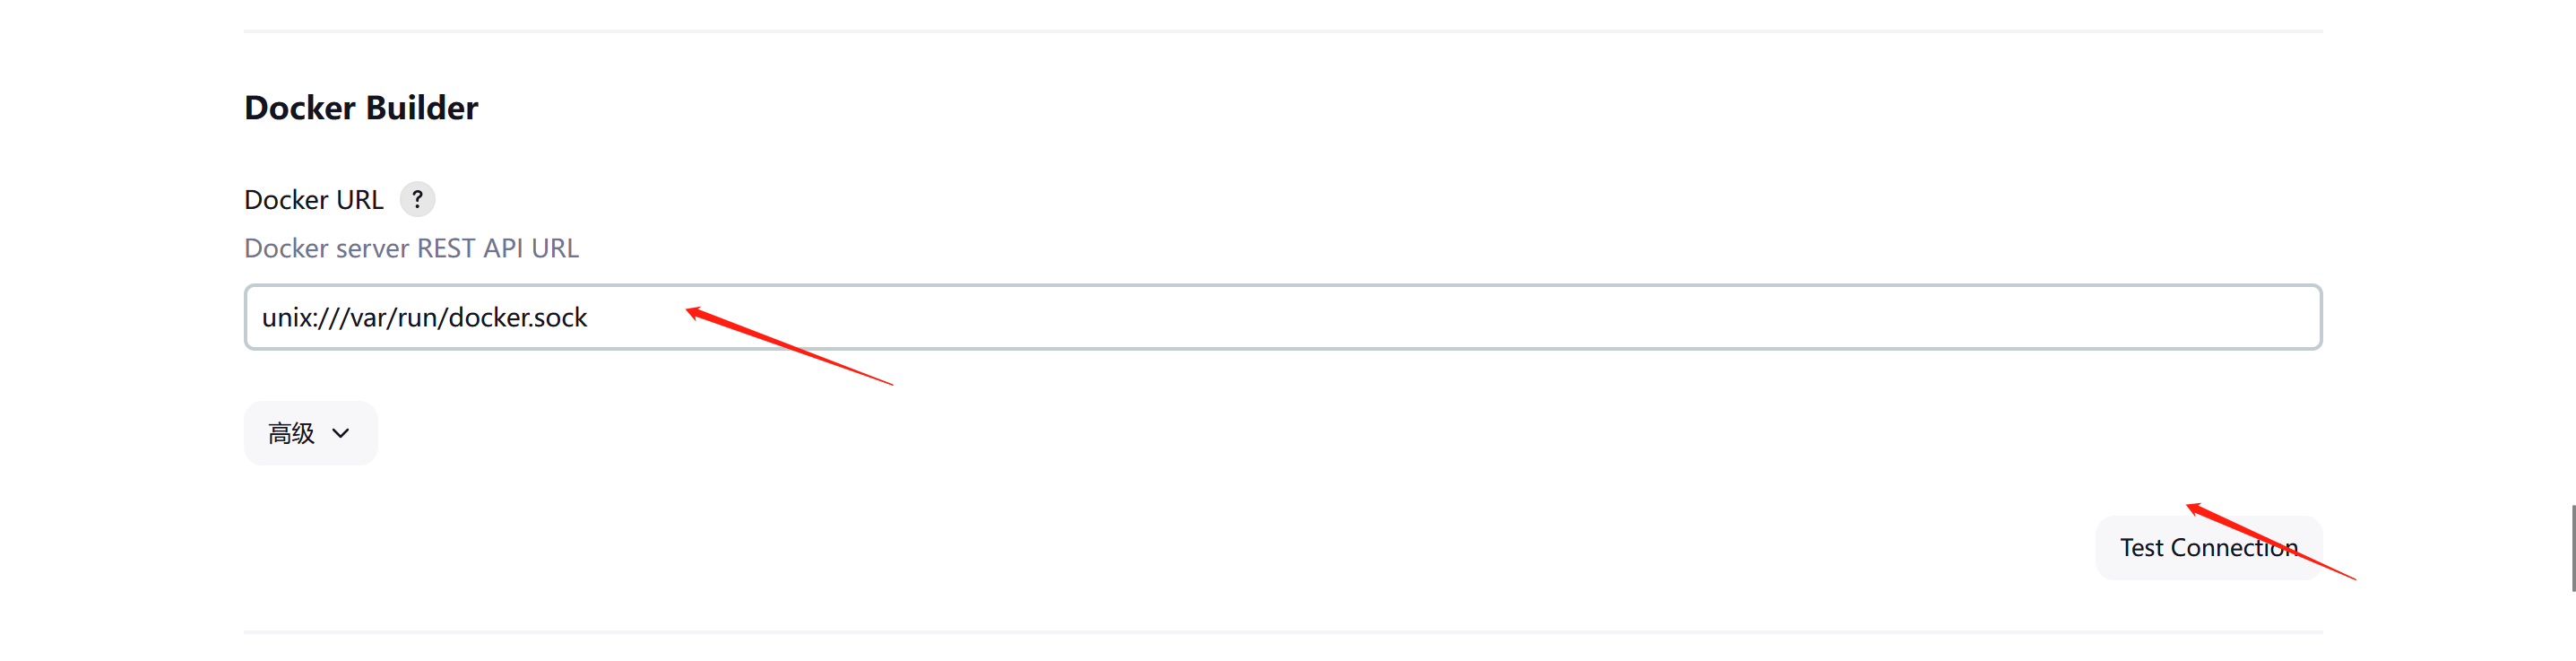 Docker Builder
Docker URL ?
Docker server REST API URL
unix:///var/run/docker.sock
高级
Test Connection